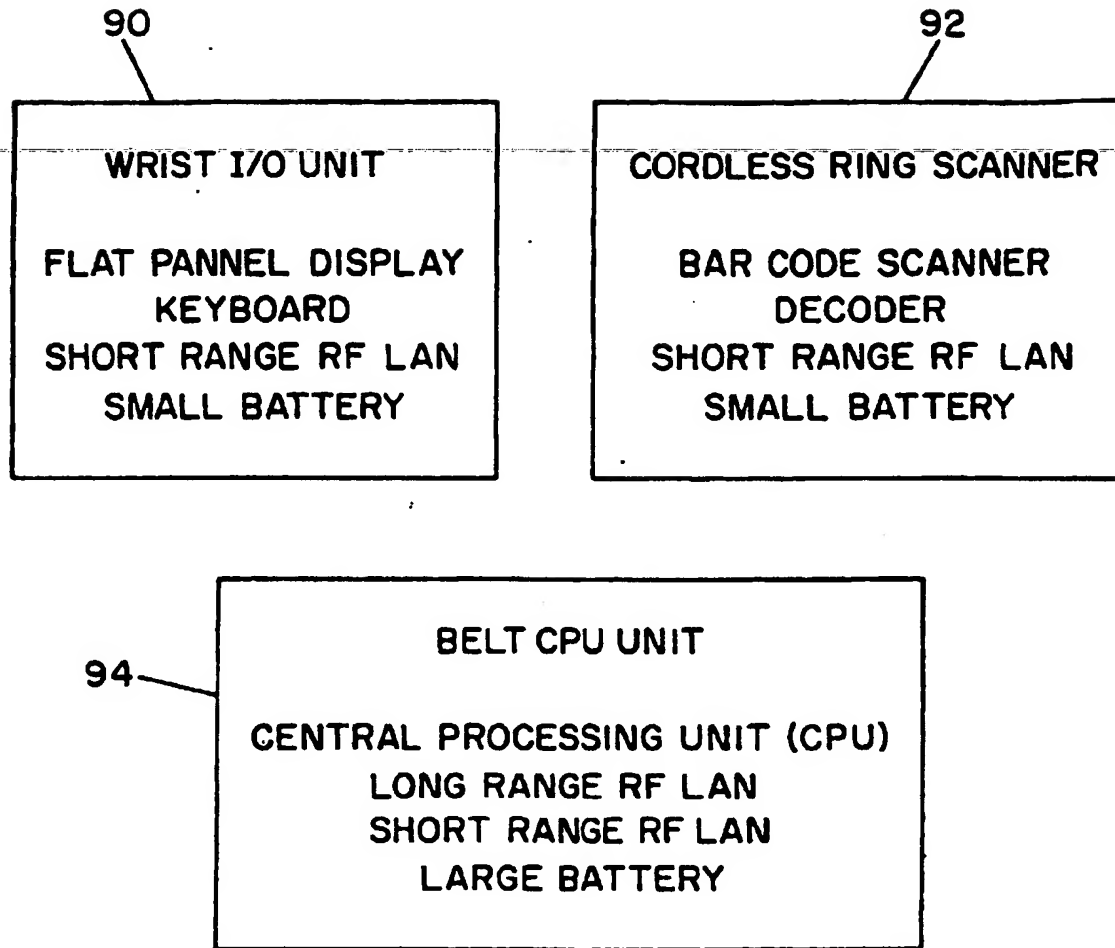 90
WRIST I/O UNIT
FLAT PANNEL DISPLAY
KEYBOARD
SHORT RANGE RF LAN
SMALL BATTERY
92
CORDLESS RING SCANNER
BAR CODE SCANNER
DECODER
SHORT RANGE RF LAN
SMALL BATTERY
94
BELT CPU UNIT
CENTRAL PROCESSING UNIT (CPU)
LONG RANGE RF LAN
SHORT RANGE RF LAN
LARGE BATTERY